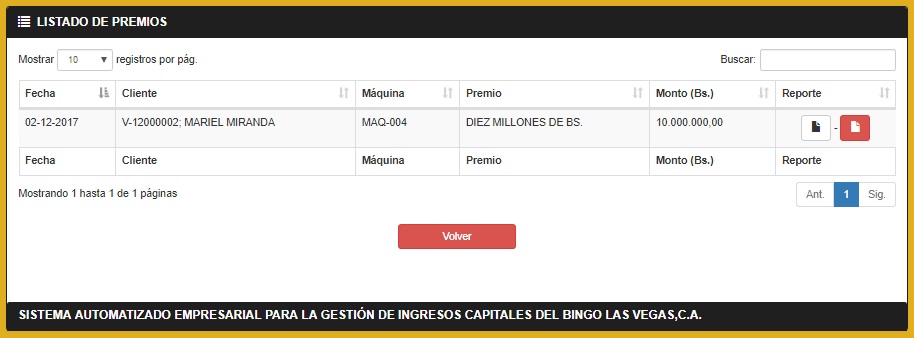 LISTADO DE PREMIOS
Mostrar 10 registros por pág. Buscar:
Fecha Cliente Máquina Premio Monto (Bs.) Reporte
02-12-2017 V-12000002; MARIEL MIRANDA MAQ-004 DIEZ MILLONES DE BS. 10.000.000,00 -
Fecha Cliente Máquina Premio Monto (Bs.) Reporte
Mostrando 1 hasta 1 de 1 páginas Ant. 1 Sig.
Volver
SISTEMA AUTOMATIZADO EMPRESARIAL PARA LA GESTIÓN DE INGRESOS CAPITALES DEL BINGO LAS VEGAS,C.A.